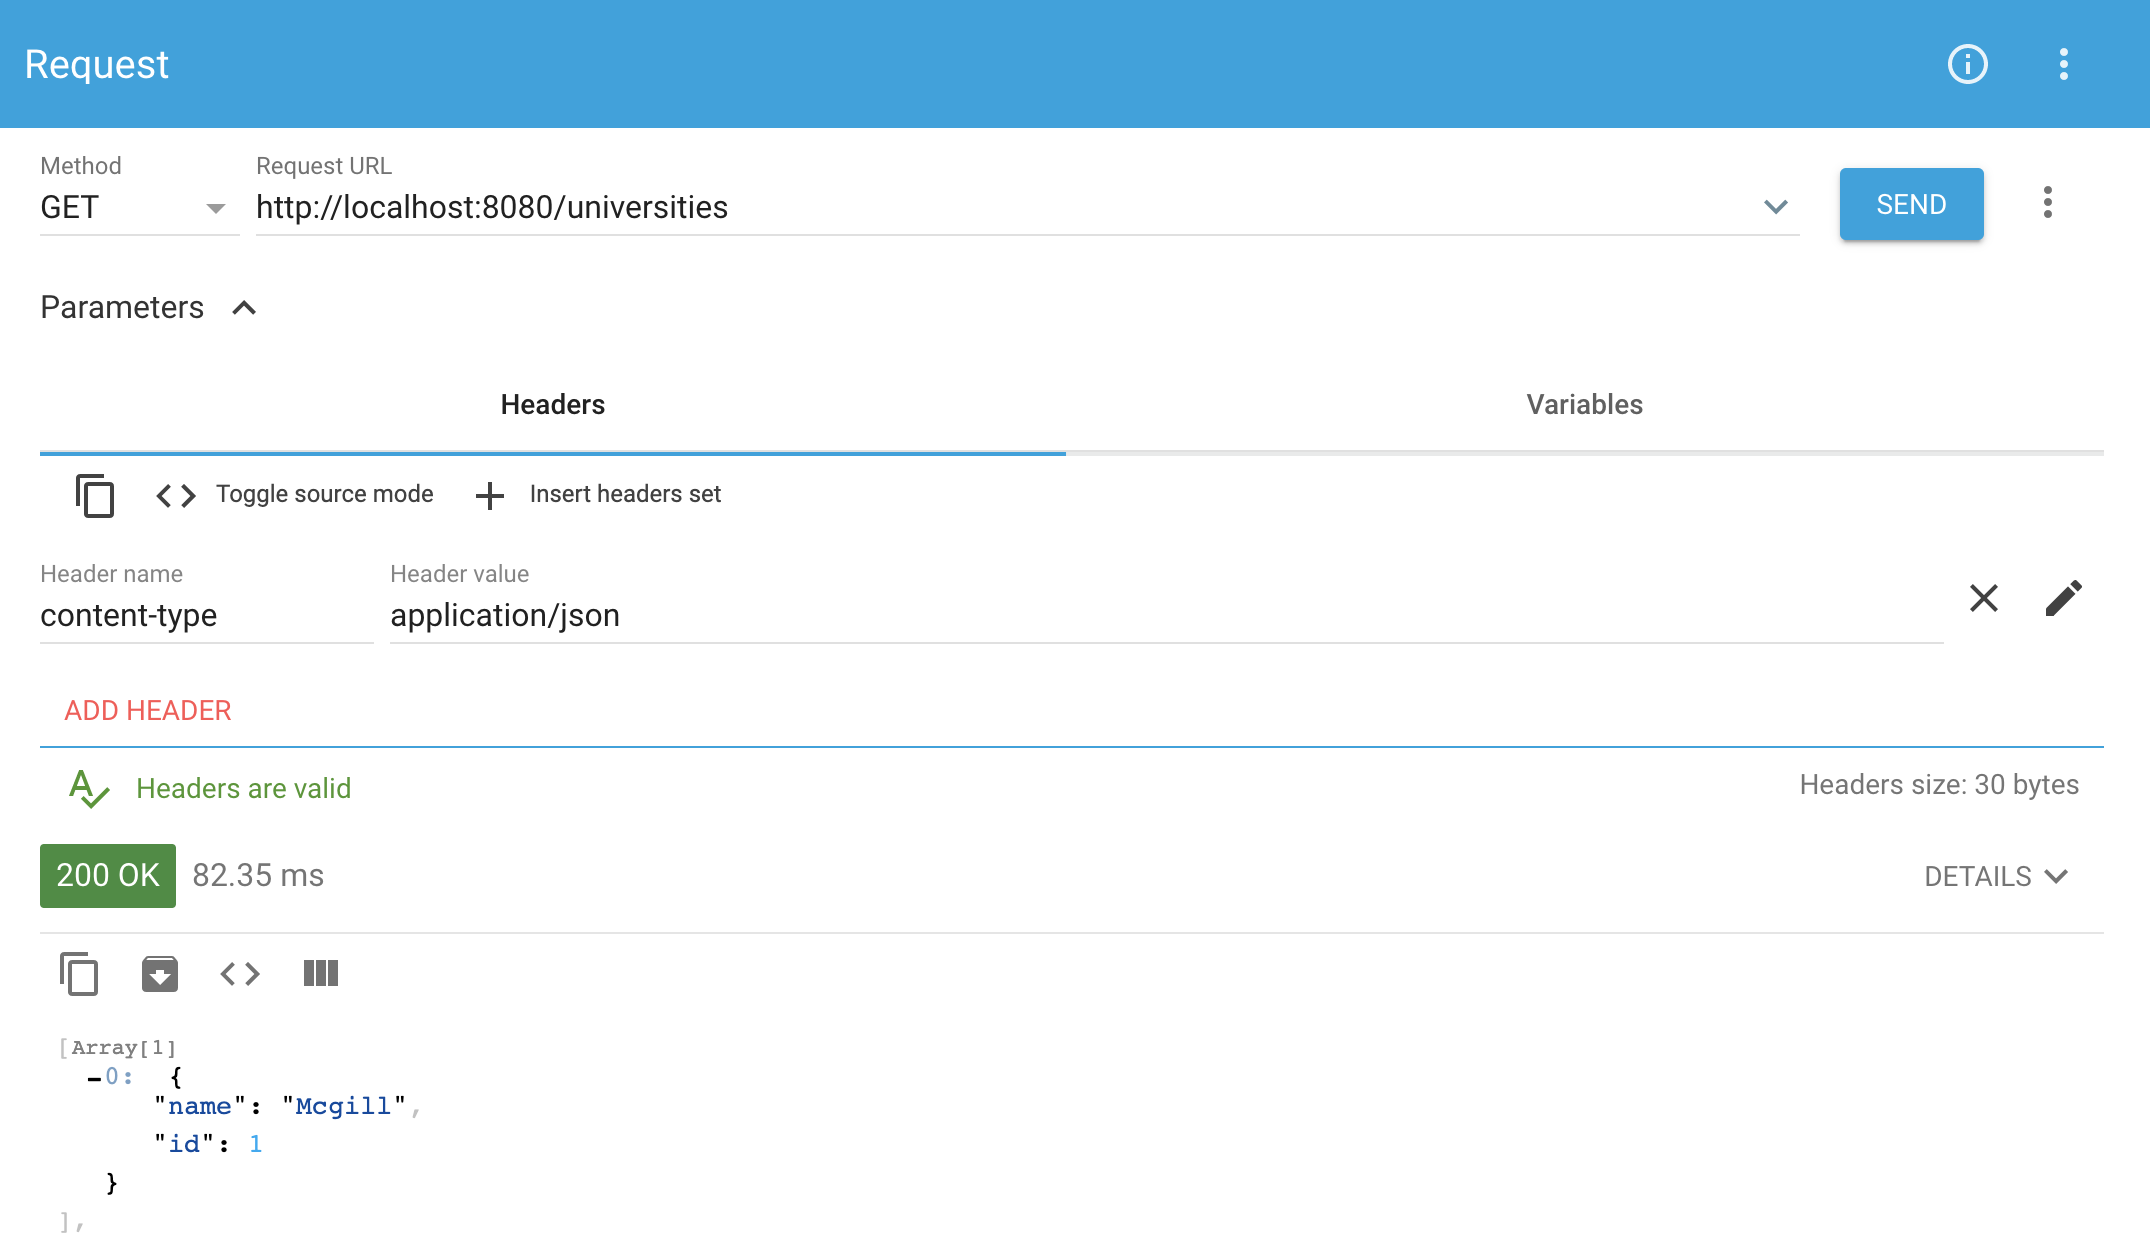 Request
Method
Request URL
GET
http://localhost:8080/universities
SEND
Parameters
Headers
Variables
Toggle source mode
Insert headers set
Header name
Header value
content-type
application/json
ADD HEADER
Headers are valid
Headers size: 30 bytes
200 OK
82.35 ms
DETAILS
[Array[1]
-0: {
"name": "Mcgill",
"id": 1
}
],